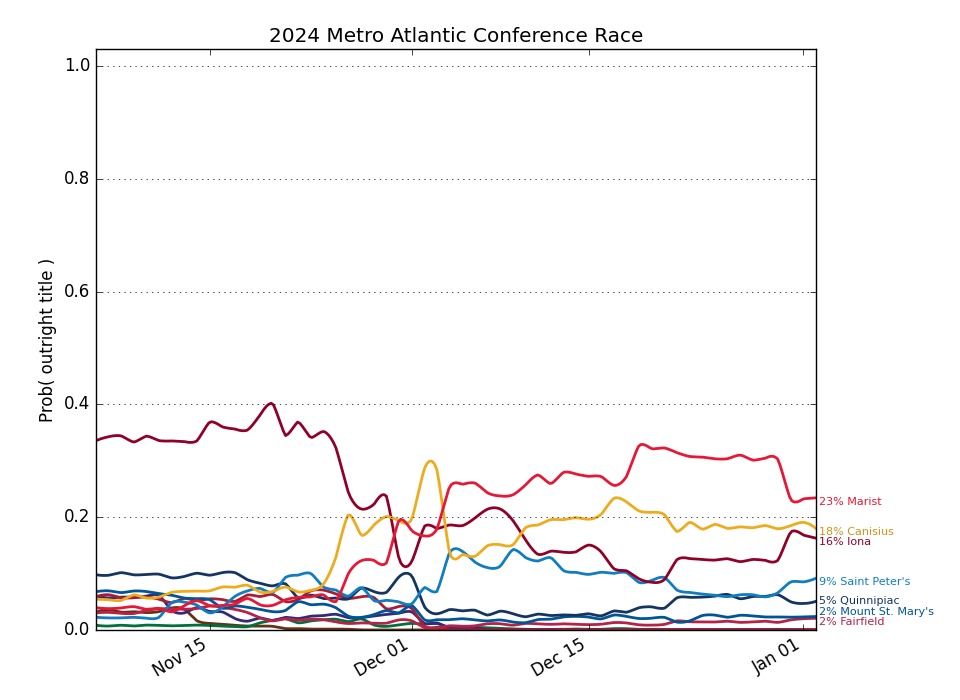 2024 Metro Atlantic Conference Race
1.0
0.8
0.6
0.4
0.2
0.0
Prob( outright title )
23% Marist
18% Canisius
16% Iona
9% Saint Peter's
5% Quinnipiac
2% Mount St. Mary's
2% Fairfield
Nov 15
Dec 01
Dec 15
Jan 01